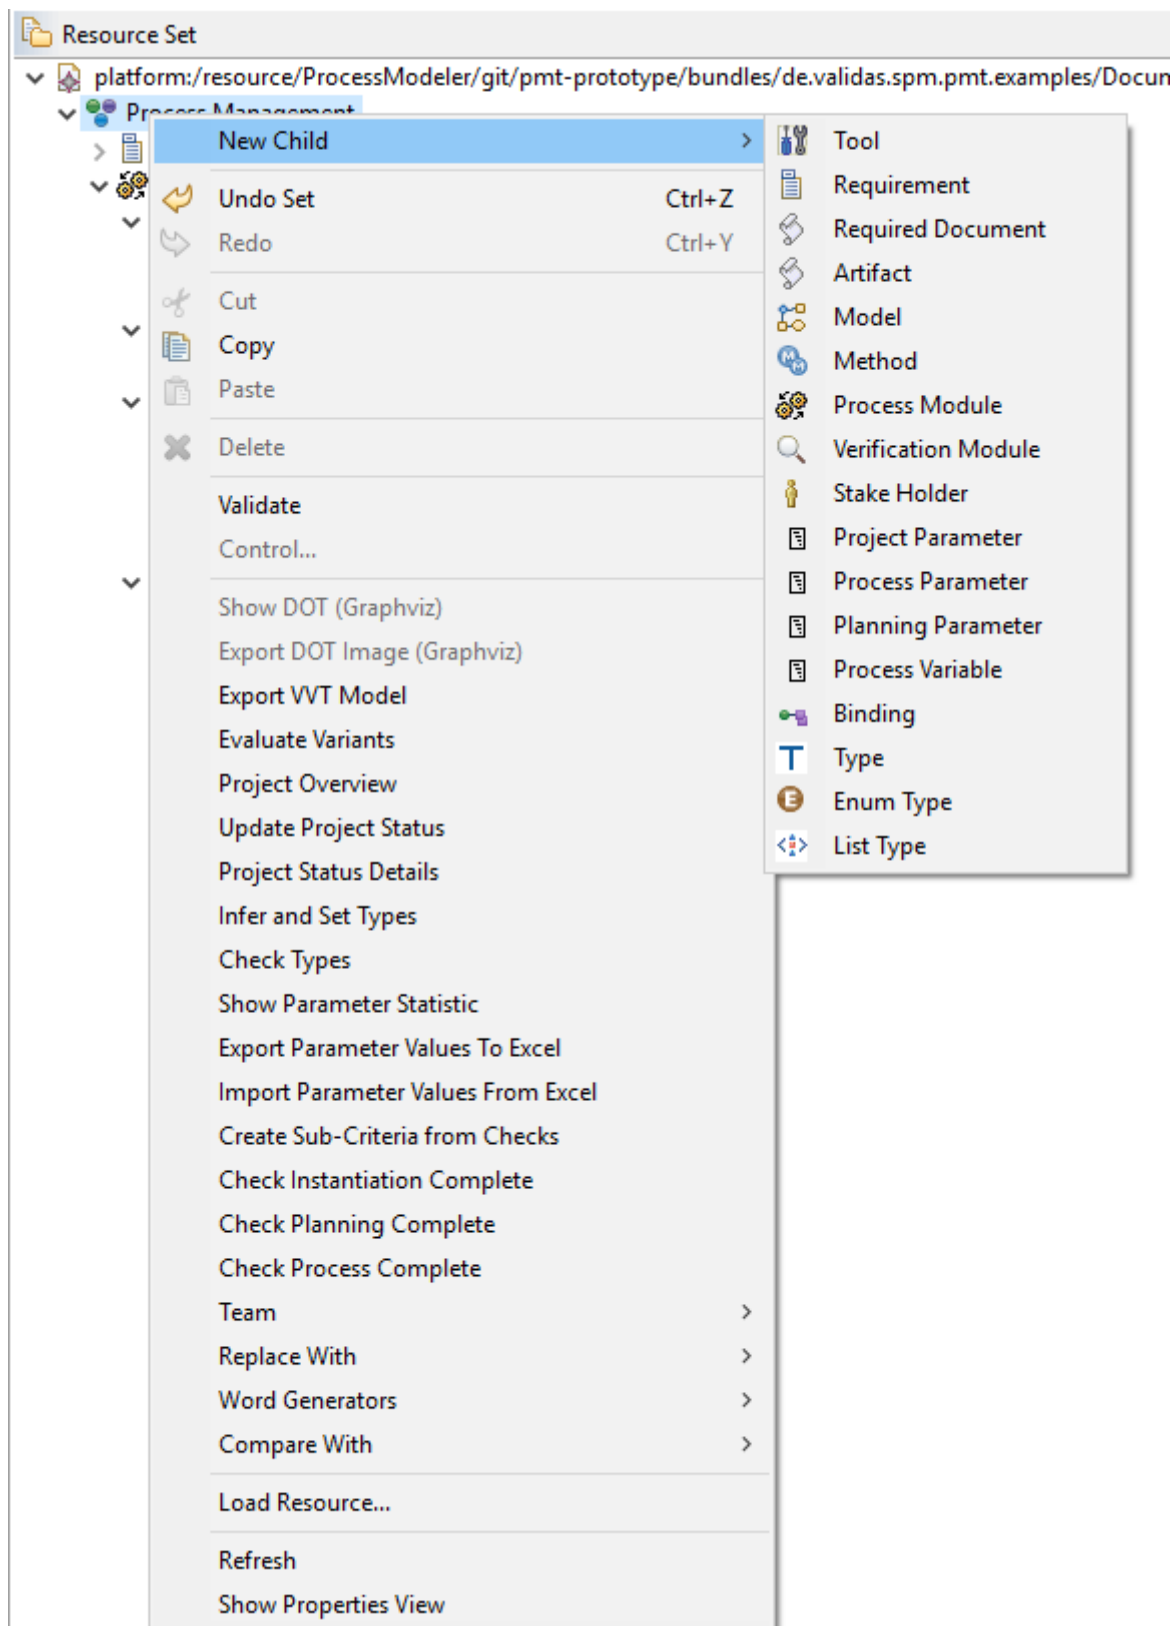 Resource Set
platform:/resource/ProcessModeler/git/pmt-prototype/bundles/de.validas.spm.pmt.examples/Docum
Process Management
New Child
Undo Set Ctrl+Z
Redo Ctrl+Y
Cut
Copy
Paste
Delete
Validate
Control...
Show DOT (Graphviz)
Export DOT Image (Graphviz)
Export VVT Model
Evaluate Variants
Project Overview
Update Project Status
Project Status Details
Infer and Set Types
Check Types
Show Parameter Statistic
Export Parameter Values To Excel
Import Parameter Values From Excel
Create Sub-Criteria from Checks
Check Instantiation Complete
Check Planning Complete
Check Process Complete
Team
Replace With
Word Generators
Compare With
Load Resource...
Refresh
Show Properties View
Tool
Requirement
Required Document
Artifact
Model
Method
Process Module
Verification Module
Stake Holder
Project Parameter
Process Parameter
Planning Parameter
Process Variable
Binding
Type
Enum Type
List Type